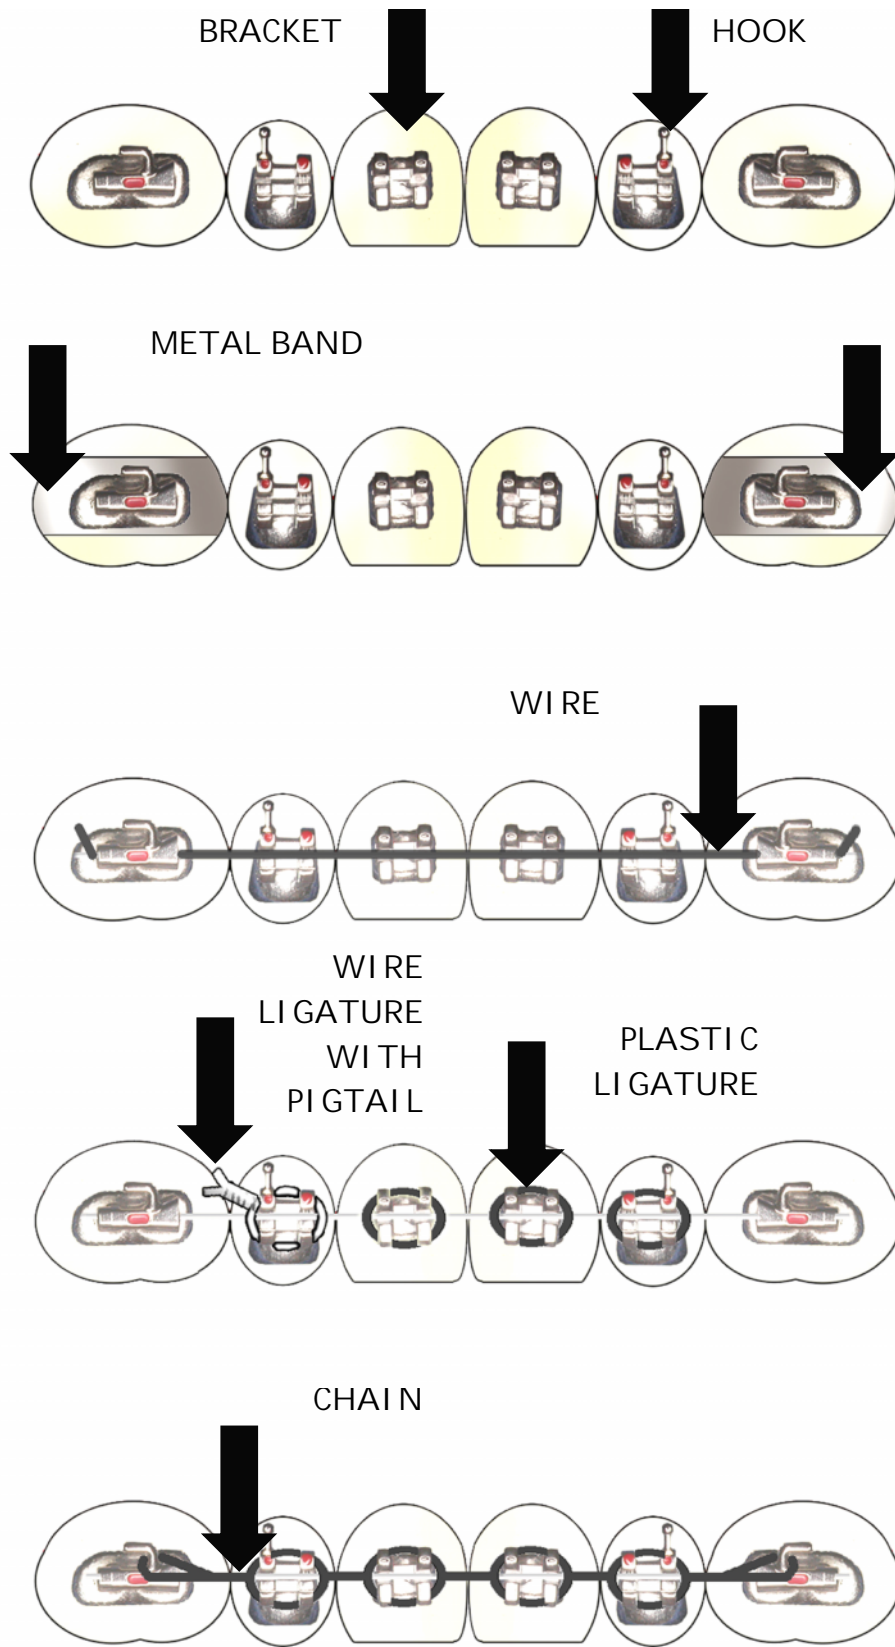 BRACKET
HOOK
METAL BAND
WIRE
WIRE
LIGATURE
WITH
PIGTAIL
PLASTIC
LIGATURE
CHAIN